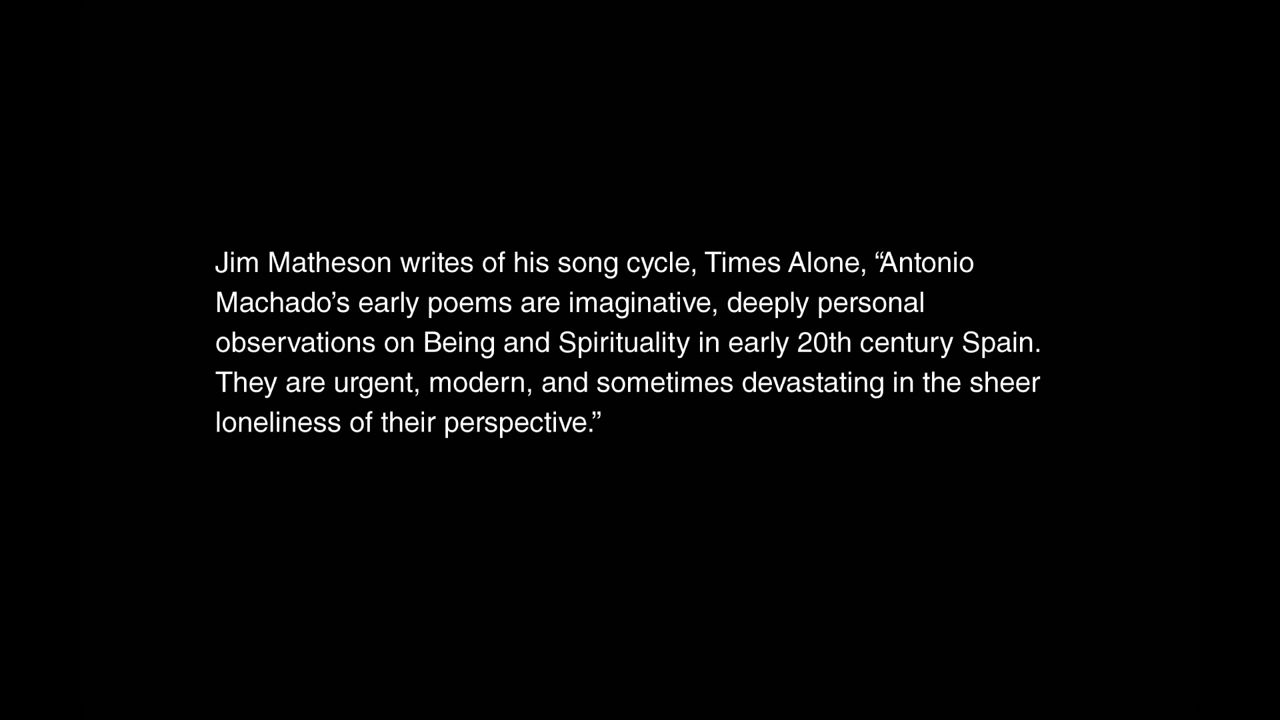 Jim Matheson writes of his song cycle, Times Alone, “Antonio
Machado’s early poems are imaginative, deeply personal
observations on Being and Spirituality in early 20th century Spain.
They are urgent, modern, and sometimes devastating in the sheer
loneliness of their perspective.”